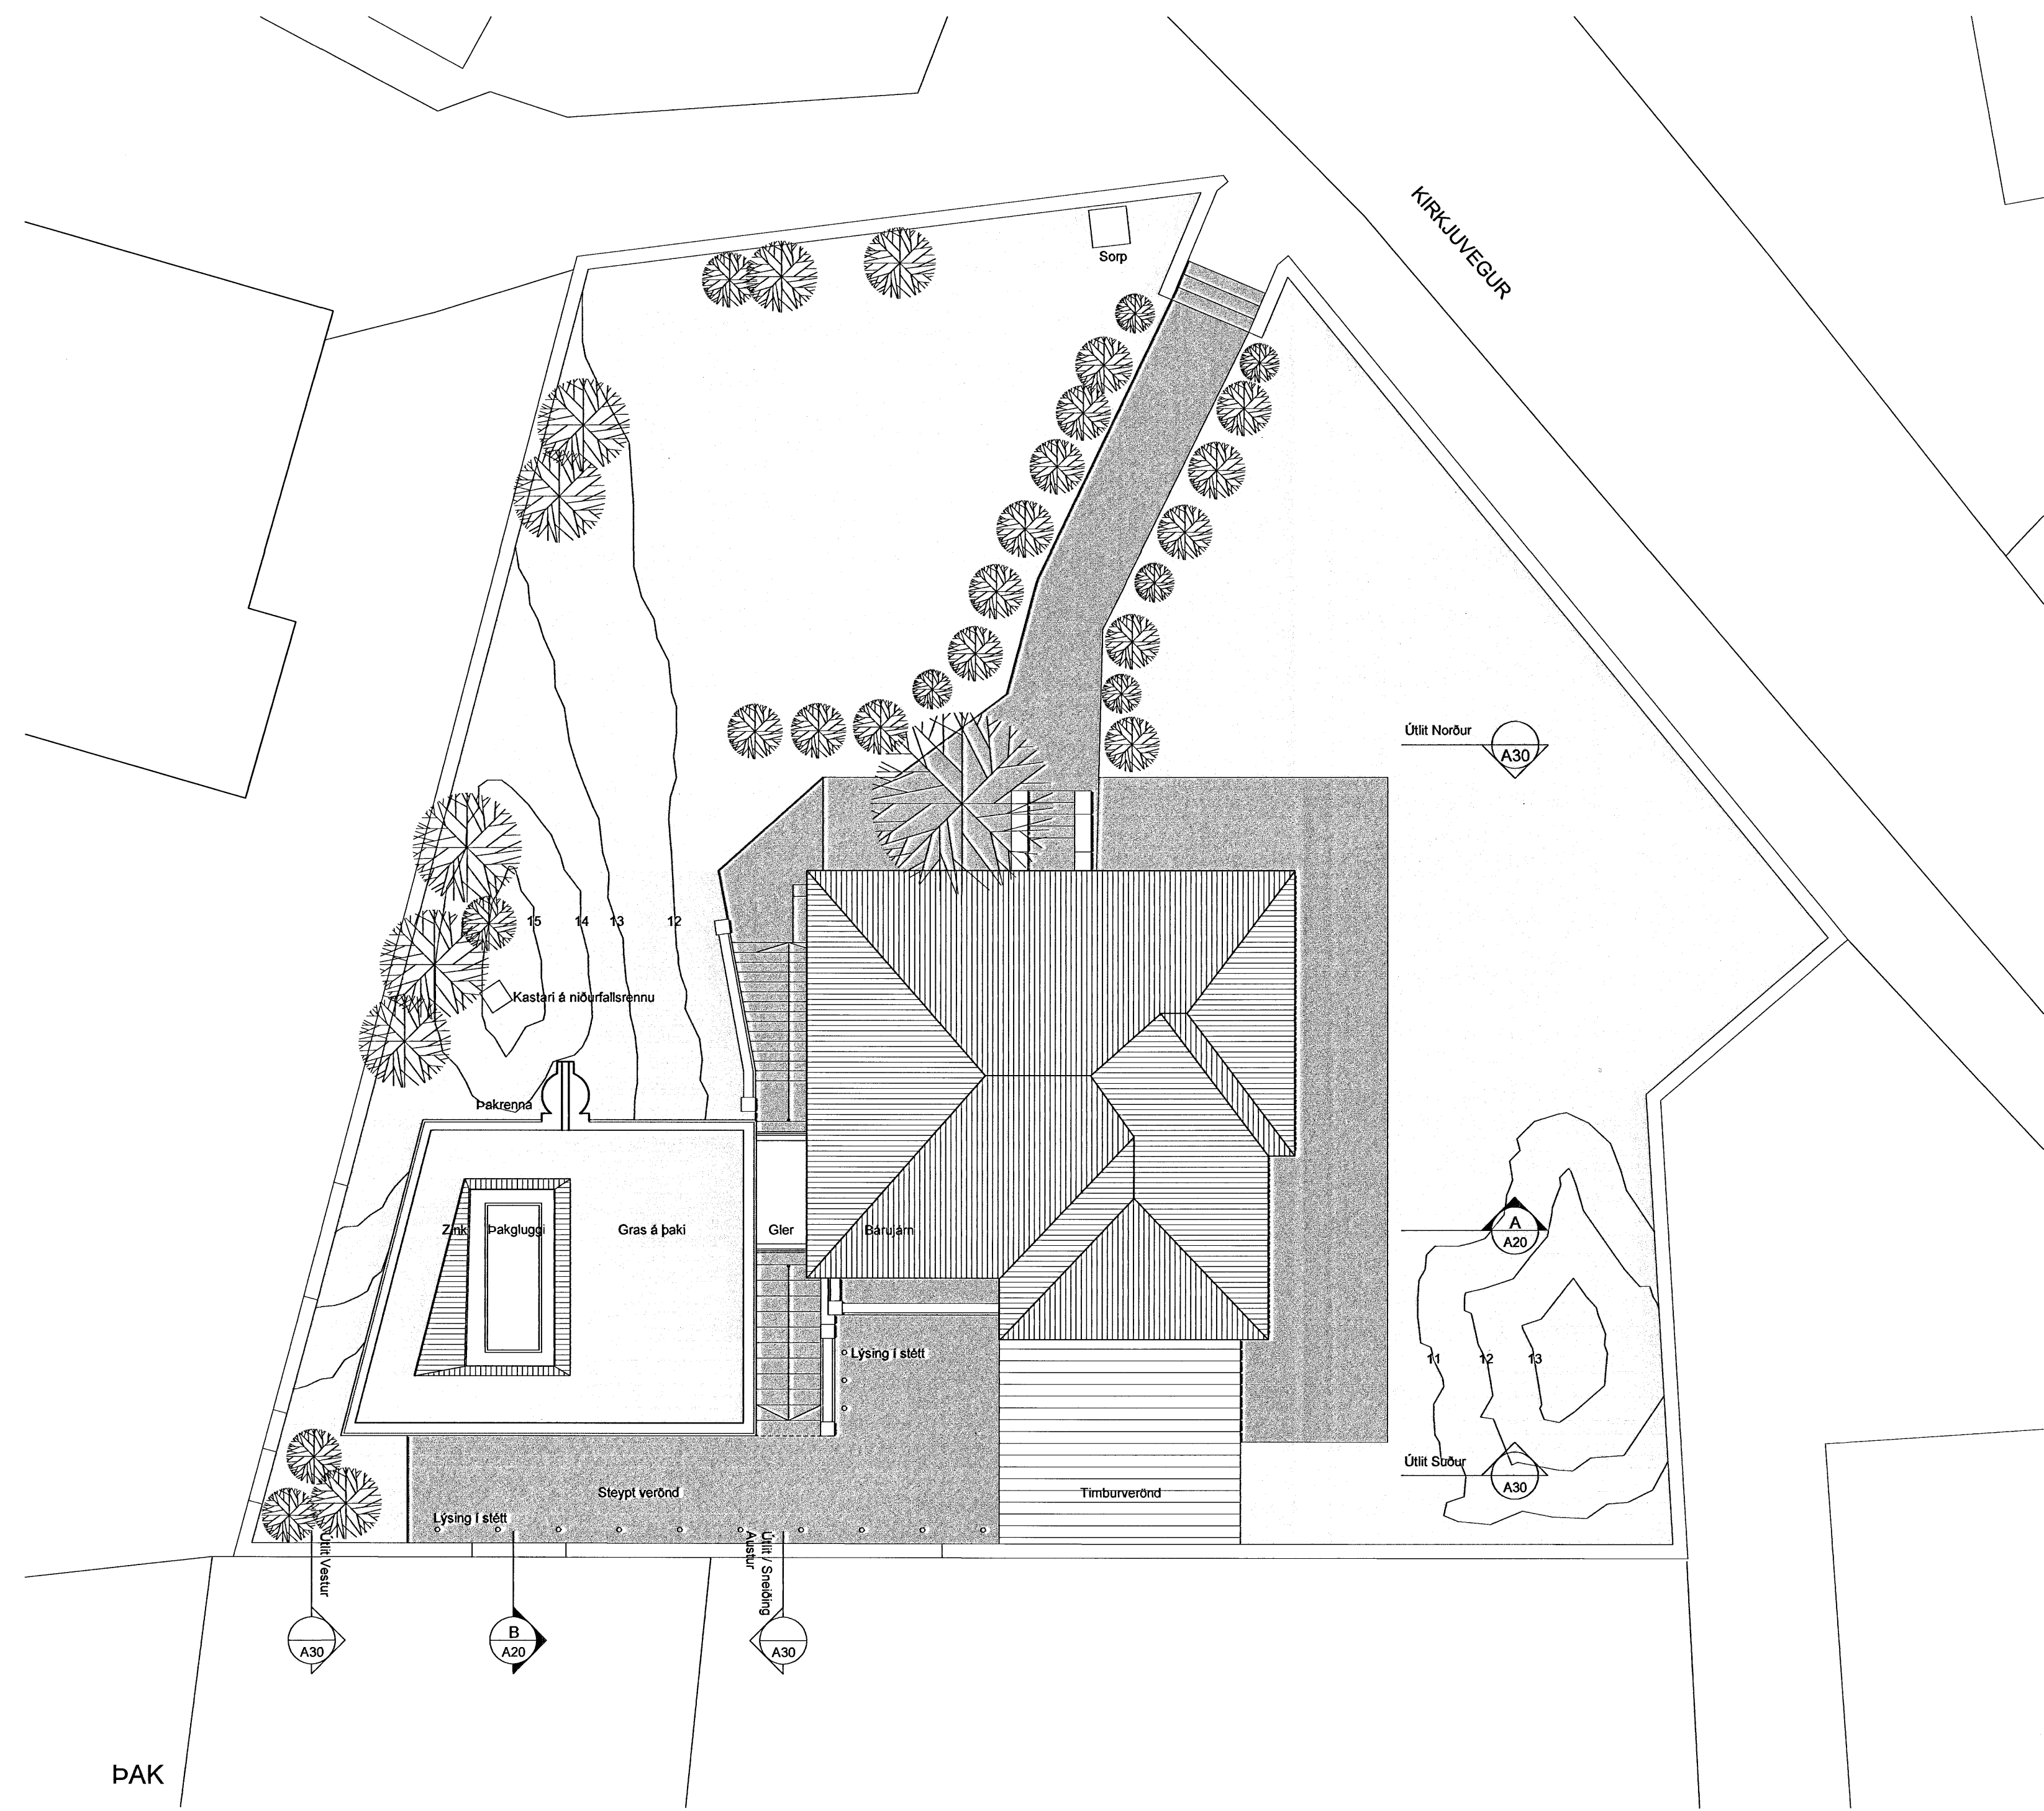 KIRKJUVEGUR
Sorp
Útlit Norður
A30
15
14
13
12
Kastari á niðurfallsrennu
Þakrenna
Zink
Þakgluggi
Gras á þaki
Gler
Bárujárn
A
A20
Lýsing í stétt
11
12
13
Útlit Suður
A30
Steypt verönd
Timburverönd
Lýsing í stétt
Útlit Vestur
Útlit / Sneiðing
Austur
A30
B
A20
A30
ÞAK